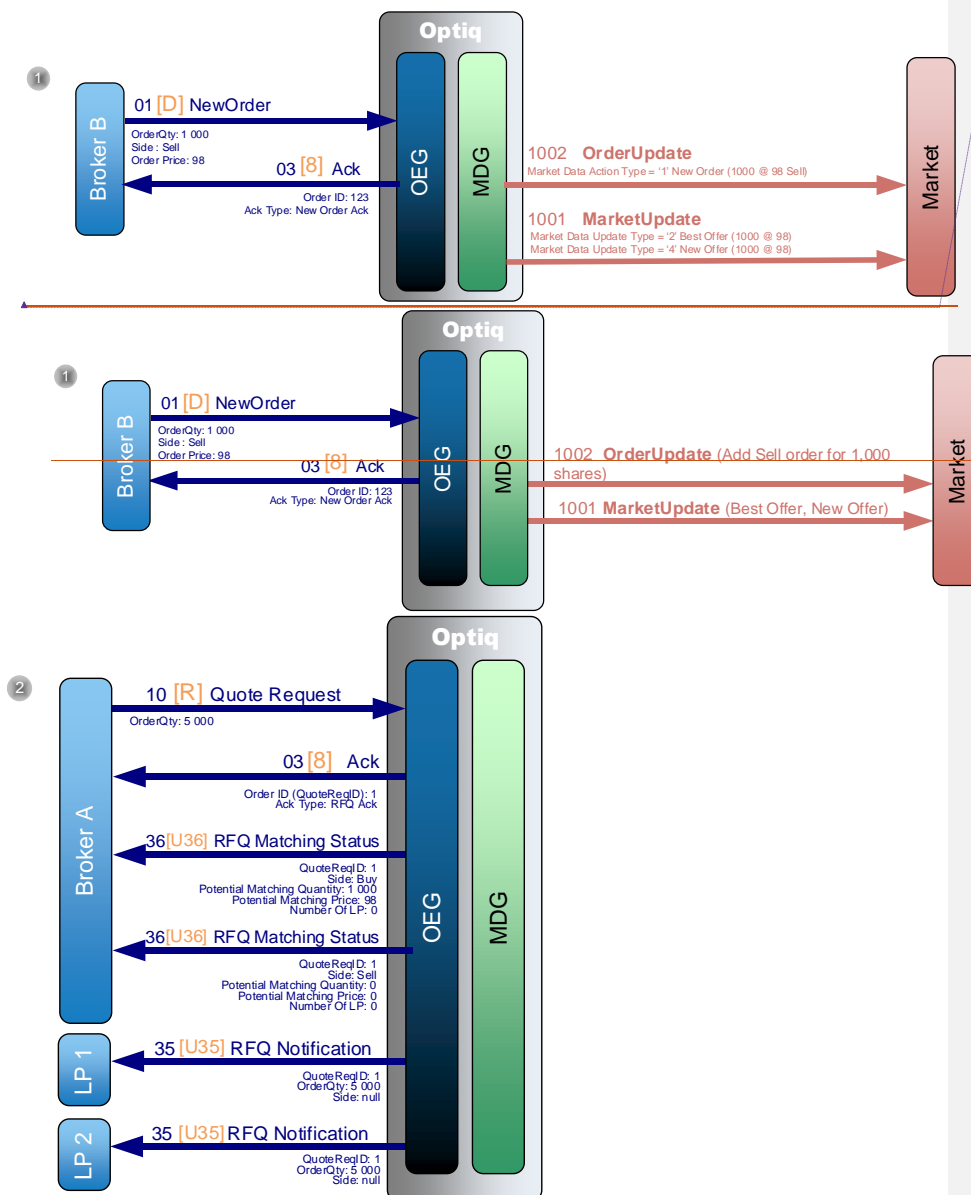 Optiq
1
Broker B
01 [D] NewOrder
OrderQty: 1 000
Side : Sell
Order Price: 98
03 [8] Ack
Order ID: 123
Ack Type: New Order Ack
OEG
MDG
1002 OrderUpdate
Market Data Action Type = '1' New Order (1000 @ 98 Sell)
1001 MarketUpdate
Market Data Update Type = '2' Best Offer (1000 @ 98)
Market Data Update Type = '4' New Offer (1000 @ 98)
Market
Optiq
1
Broker B
01 [D] NewOrder
OrderQty: 1 000
Side : Sell
Order Price: 98
03 [8] Ack
Order ID: 123
Ack Type: New Order Ack
OEG
MDG
1002 OrderUpdate (Add Sell order for 1,000
shares)
1001 MarketUpdate (Best Offer, New Offer)
Market
Optiq
2
Broker A
10 [R] Quote Request
OrderQty: 5 000
03 [8] Ack
Order ID (QuoteReqID): 1
Ack Type: RFQ Ack
36[U36] RFQ Matching Status
QuoteReqID: 1
Side: Buy
Potential Matching Quantity: 1 000
Potential Matching Price: 98
Number Of LP: 0
36[U36] RFQ Matching Status
QuoteReqID: 1
Side: Sell
Potential Matching Quantity: 0
Potential Matching Price: 0
Number Of LP: 0
OEG
MDG
LP 1
35 [U35] RFQ Notification
QuoteReqID: 1
OrderQty: 5 000
Side: null
LP 2
35 [U35] RFQ Notification
QuoteReqID: 1
OrderQty: 5 000
Side: null